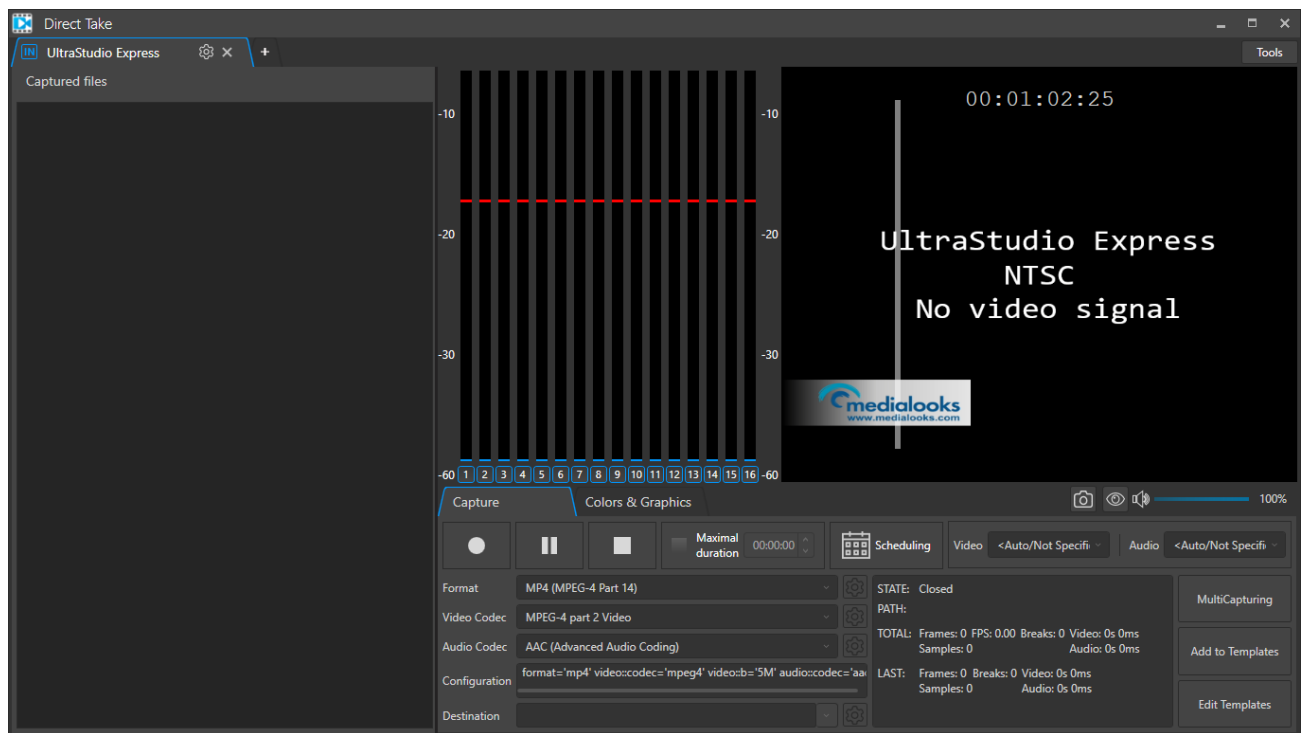 Direct Take
IN UltraStudio Express
+
Tools
Captured files
-10 -10
-20 -20
-30 -30
-60 1 2 3 4 5 6 7 8 9 10 11 12 13 14 15 16 -60
00:01:02:25
UltraStudio Express
NTSC
No video signal
medialooks
www.medialooks.com
Capture Colors & Graphics 100%
Maximal
duration 00:00:00 Scheduling Video <Auto/Not Specifi Audio <Auto/Not Specifi
Format MP4 (MPEG-4 Part 14)
Video Codec MPEG-4 part 2 Video
Audio Codec AAC (Advanced Audio Coding)
Configuration format='mp4' video::codec='mpeg4' video::b='5M' audio::codec='aa
Destination
STATE: Closed
PATH:
TOTAL: Frames: 0 FPS: 0.00 Breaks: 0 Video: 0s 0ms
Samples: 0 Audio: 0s 0ms
LAST: Frames: 0 Breaks: 0 Video: 0s 0ms
Samples: 0 Audio: 0s 0ms
MultiCapturing
Add to Templates
Edit Templates